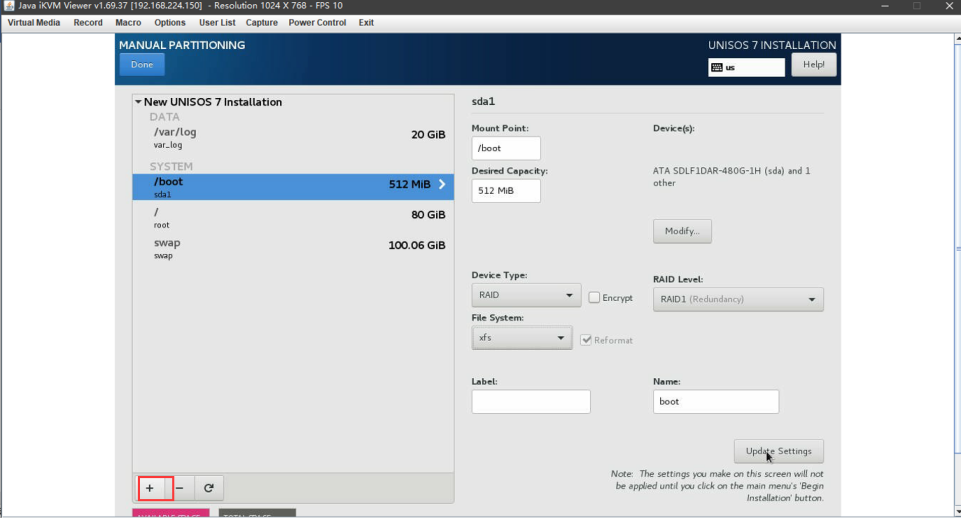 Java iKVM Viewer v1.69.37 [192.168.224.150] - Resolution 1024 X 768 - FPS 10
Virtual Media Record Macro Options User List Capture Power Control Exit
MANUAL PARTITIONING
UNISOS 7 INSTALLATION
Done
us
Help!
New UNISOS 7 Installation
DATA
/var/log
20 GiB
var_log
SYSTEM
/boot
512 MiB
sda1
/
80 GiB
root
swap
100.06 GiB
swap
+ −
sda1
Mount Point:
/boot
Desired Capacity:
512 MiB
Device(s):
ATA SDLF1DAR-480G-1H (sda) and 1
other
Modify...
Device Type:
RAID
Encrypt
RAID Level:
RAID1 (Redundancy)
File System:
xfs
Reformat
Label:
Name:
boot
Update Settings
Note: The settings you make on this screen will not
be applied until you click on the main menu's 'Begin
Installation' button.
AVAILABLE SPACE
TOTAL SPACE